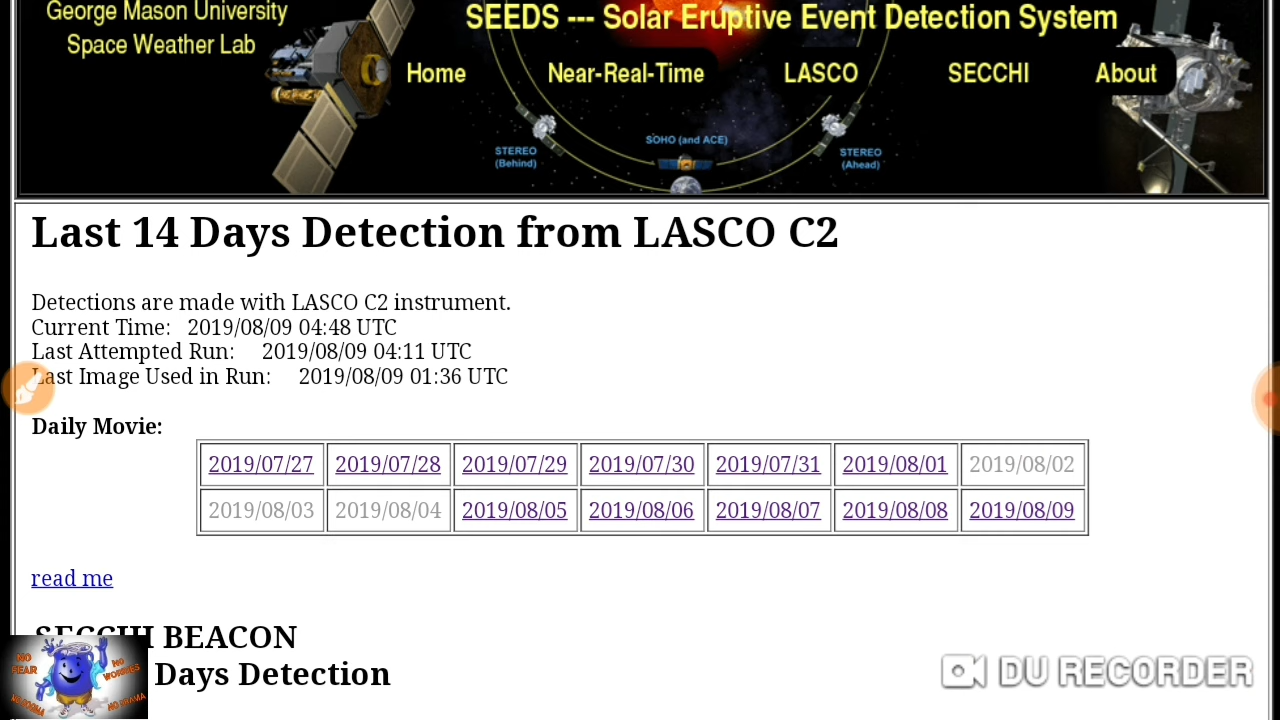 George Mason University
Space Weather Lab
SEEDS --- Solar Eruptive Event Detection System
Home Near-Real-Time LASCO SECCHI About
STEREO
(Behind)
SOHO (and ACE)
STEREO
(Ahead)
Last 14 Days Detection from LASCO C2
Detections are made with LASCO C2 instrument.
Current Time: 2019/08/09 04:48 UTC
Last Attempted Run: 2019/08/09 04:11 UTC
Last Image Used in Run: 2019/08/09 01:36 UTC
Daily Movie:
2019/07/27 2019/07/28 2019/07/29 2019/07/30 2019/07/31 2019/08/01 2019/08/02
2019/08/03 2019/08/04 2019/08/05 2019/08/06 2019/08/07 2019/08/08 2019/08/09
read me
SECCHI BEACON
Days Detection
NO FEAR
NO WORRIES
NO DRAMA
DU RECORDER